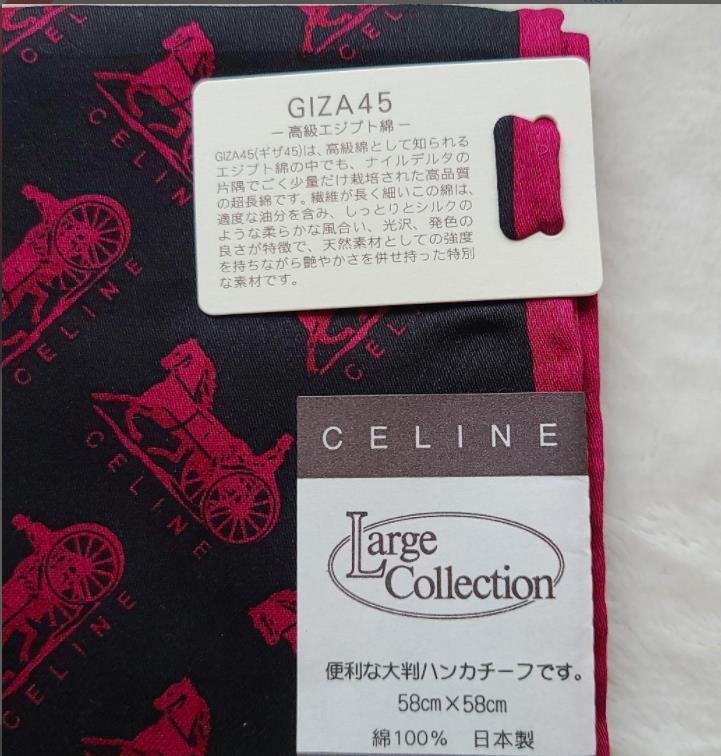 CELINE
GIZA45
—高級エジプト綿—
GIZA45(ギザ45)は、高級綿として知られる
エジプト綿の中でも、ナイルデルタの
片隅でごく少量だけ栽培された高品質
の超長綿です。繊維が長く細いこの綿は、
適度な油分を含み、しっとりとシルクの
ような柔らかな風合い、光沢、発色の
良さが特徴で、天然素材としての強度
を持ちながら艶やかさを併せ持った特別
な素材です。
CELINE
CELINE
CELINE
CELINE
CELINE
Large
Collection
便利な大判ハンカチーフです。
58cm×58cm
綿100% 日本製